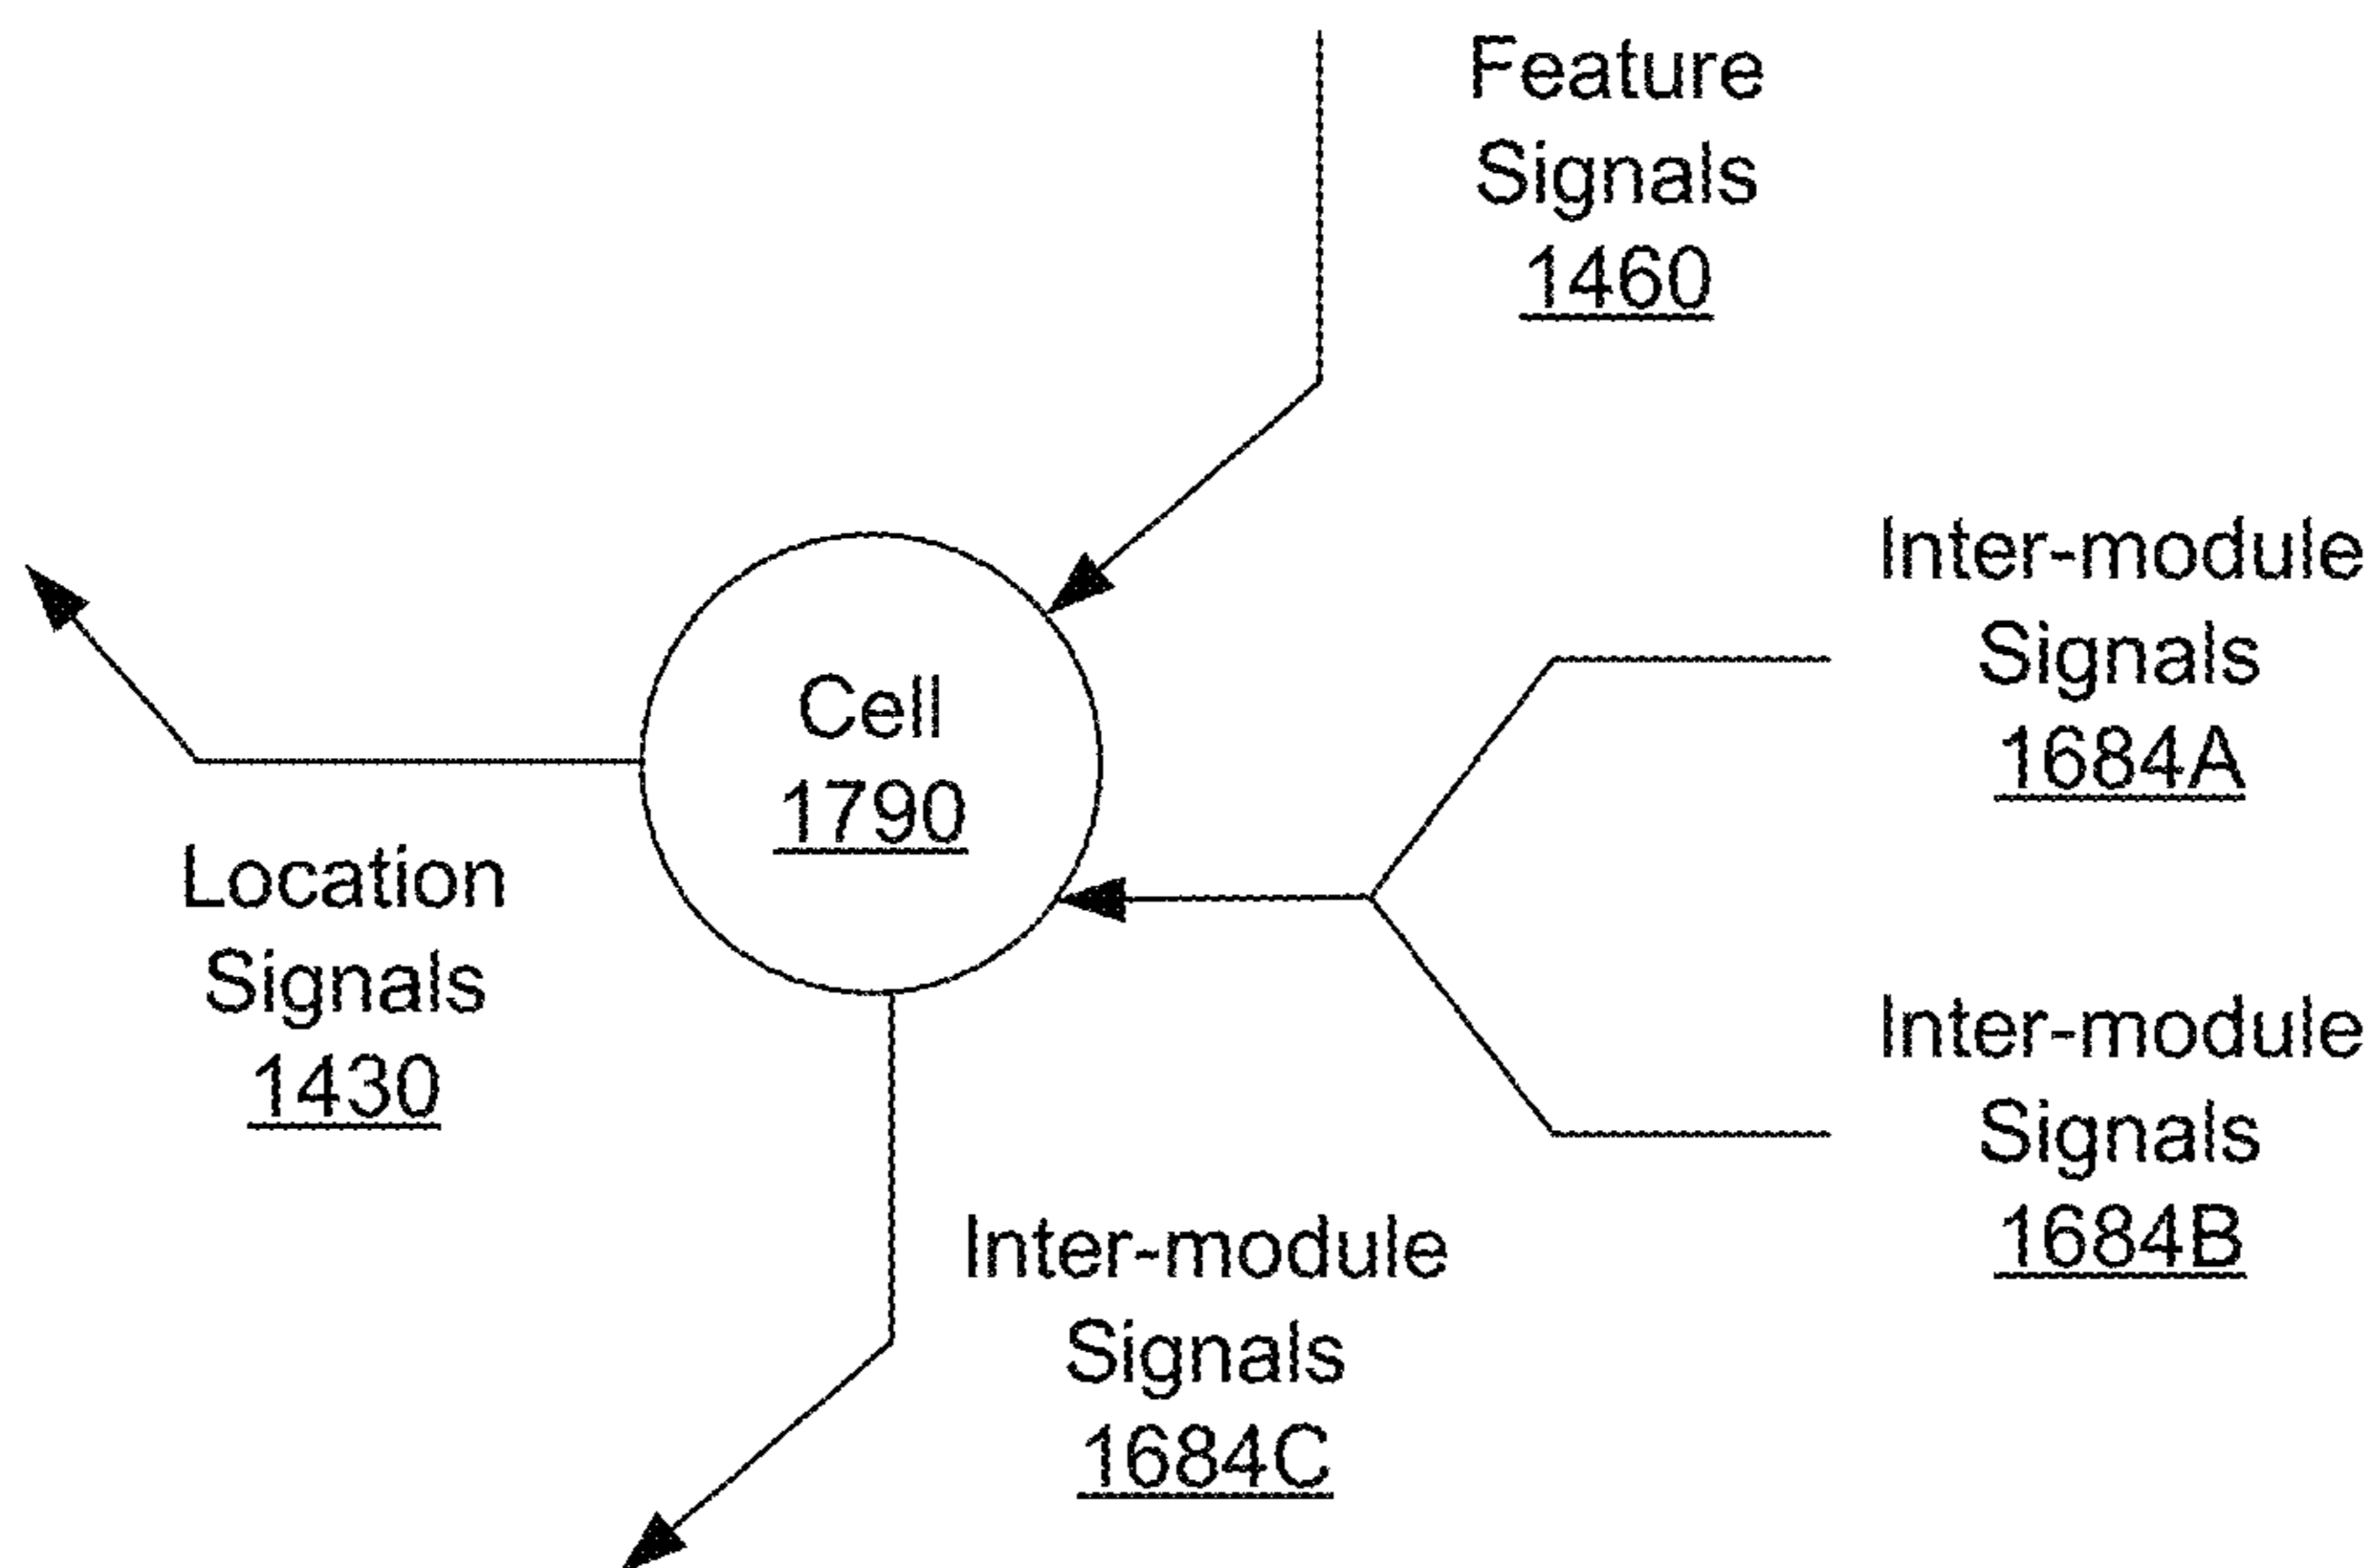 Feature
Signals
1460
Inter-module
Signals
1684A
Cell
1790
Location
Signals
1430
Inter-module
Signals
1684B
Inter-module
Signals
1684C